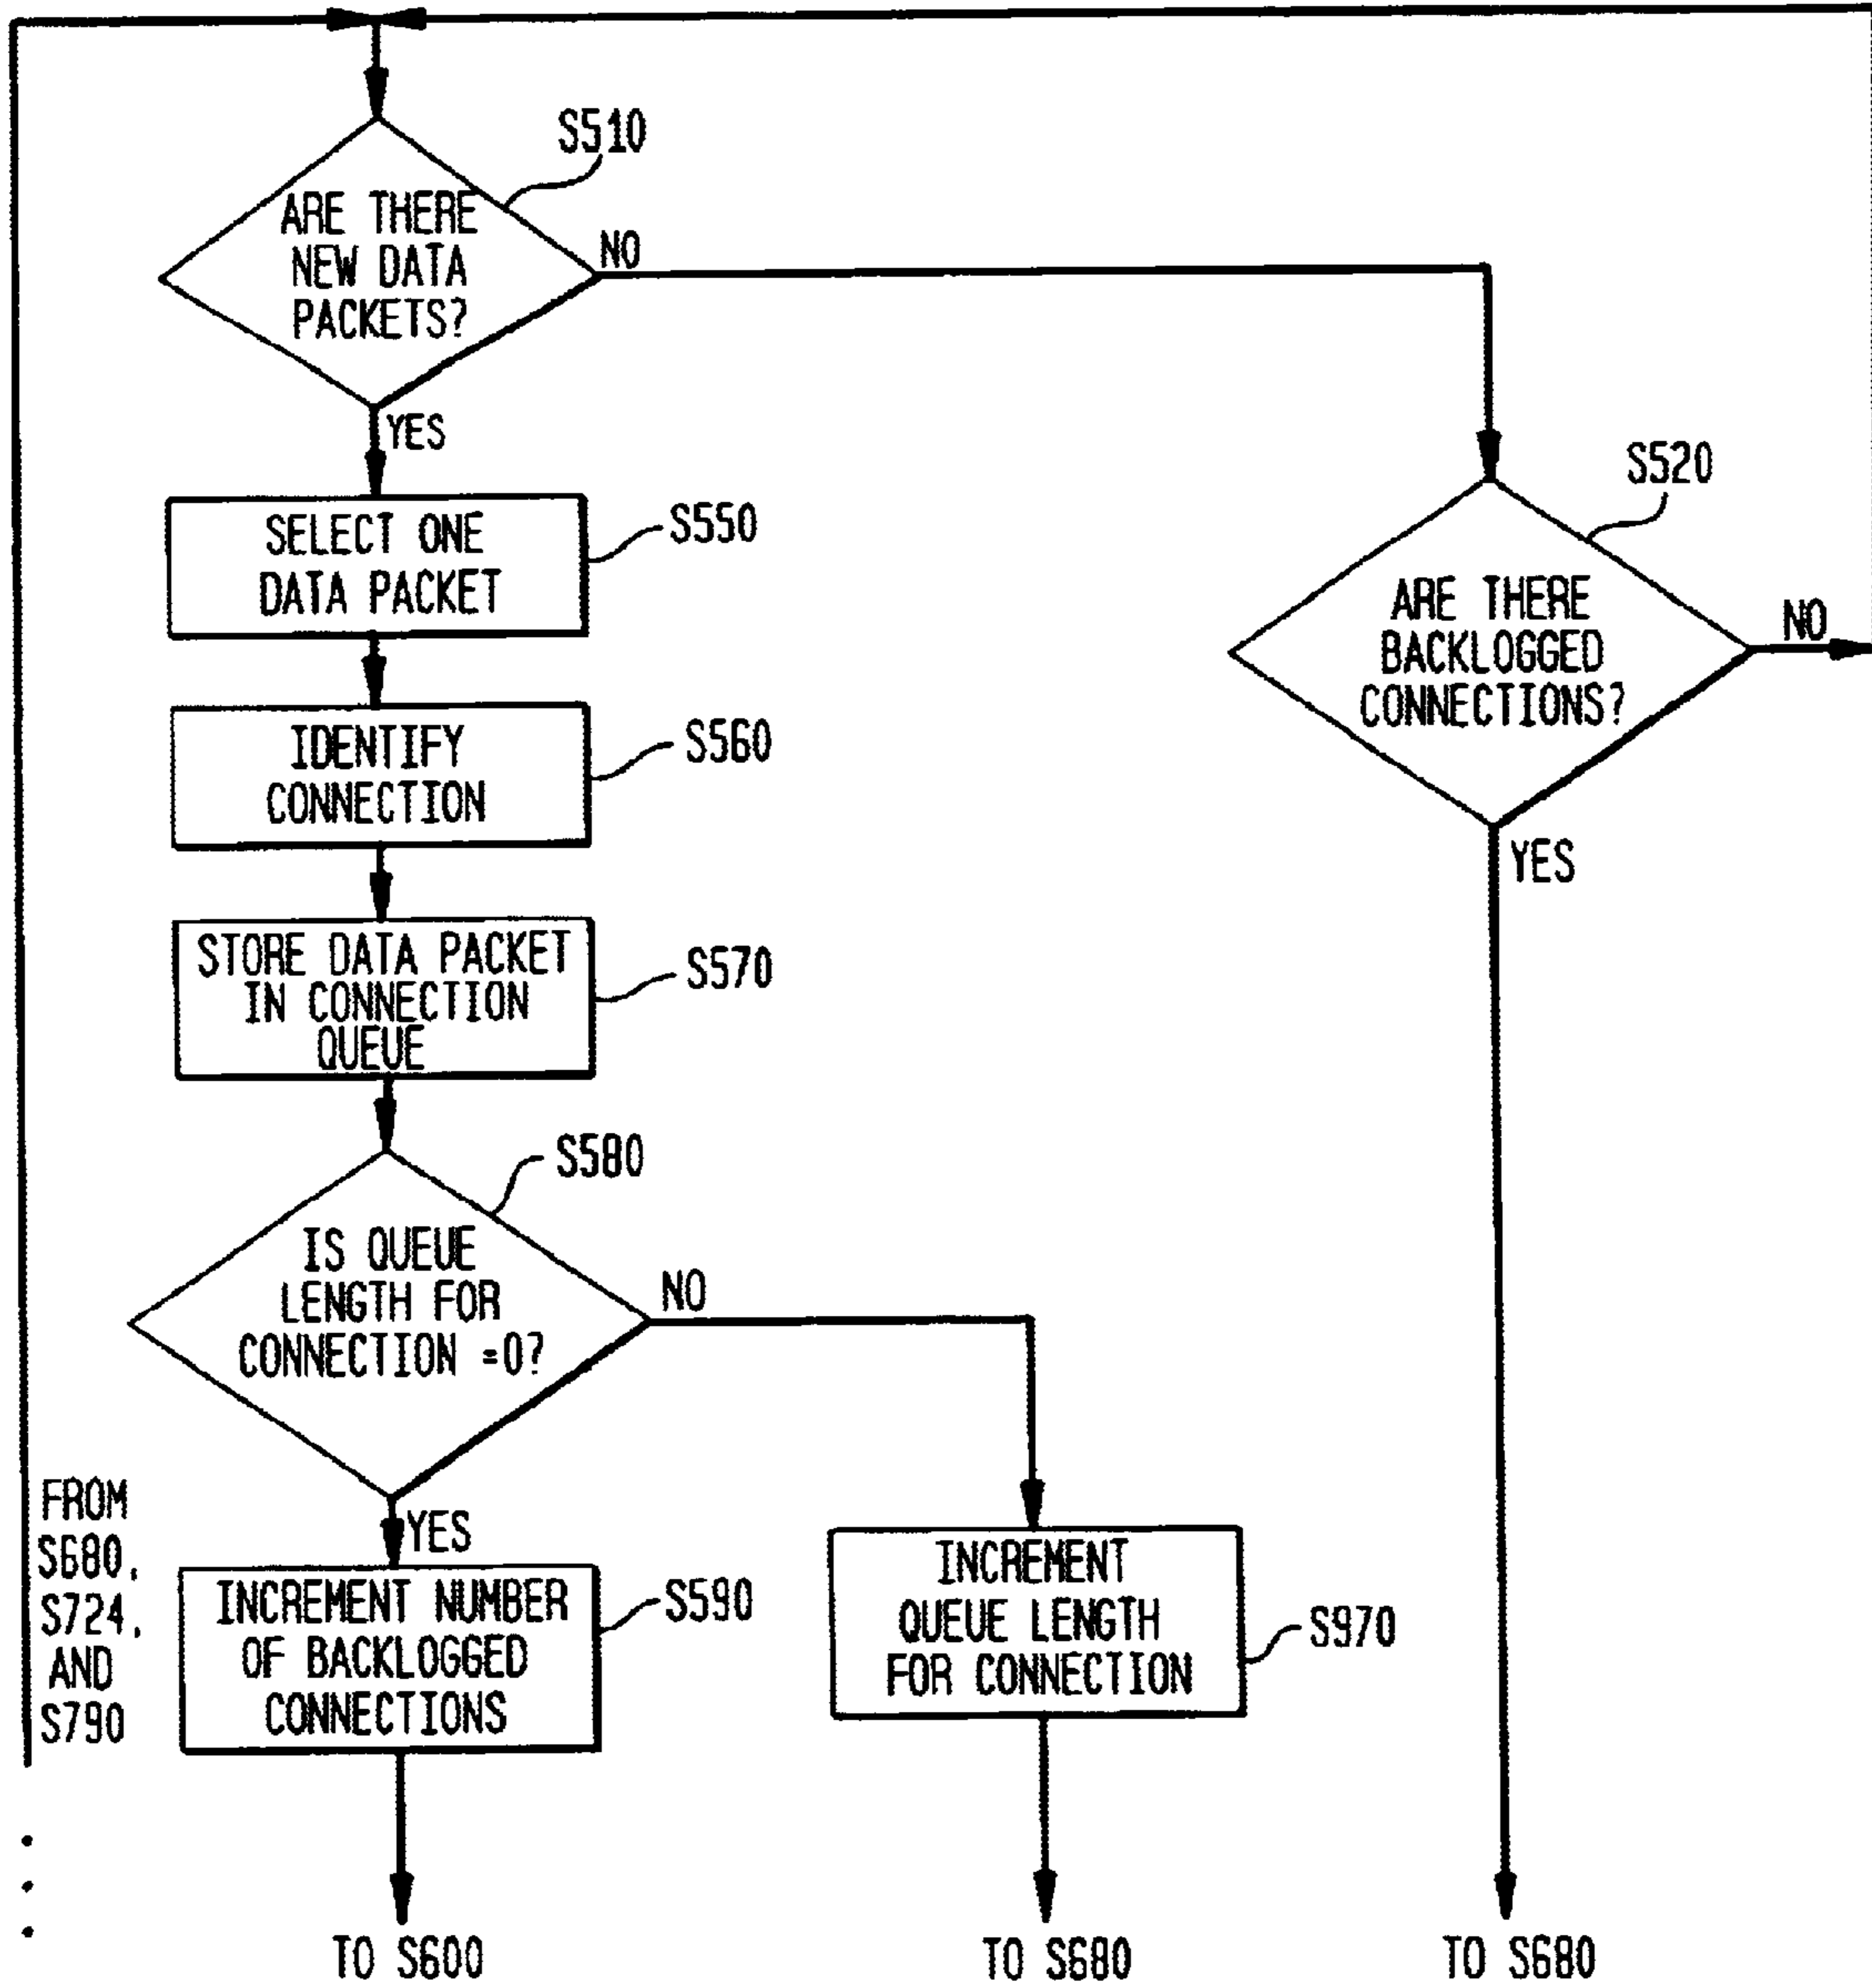 S510
ARE THERE
NEW DATA
PACKETS?
NO
YES
S520
ARE THERE
BACKLOGGED
CONNECTIONS?
NO
YES
SELECT ONE
DATA PACKET
S550
IDENTIFY
CONNECTION
S560
STORE DATA PACKET
IN CONNECTION
QUEUE
S570
S580
IS QUEUE
LENGTH FOR
CONNECTION =0?
NO
YES
FROM
S680,
S724,
AND
S790
INCREMENT NUMBER
OF BACKLOGGED
CONNECTIONS
S590
INCREMENT
QUEUE LENGTH
FOR CONNECTION
S970
TO S600
TO S680
TO S680